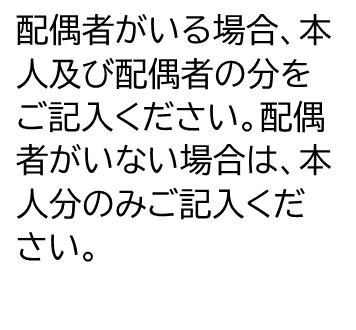 配偶者がいる場合、本
人及び配偶者の分を
ご記入ください。配偶
者がいない場合は、本
人分のみご記入くだ
さい。